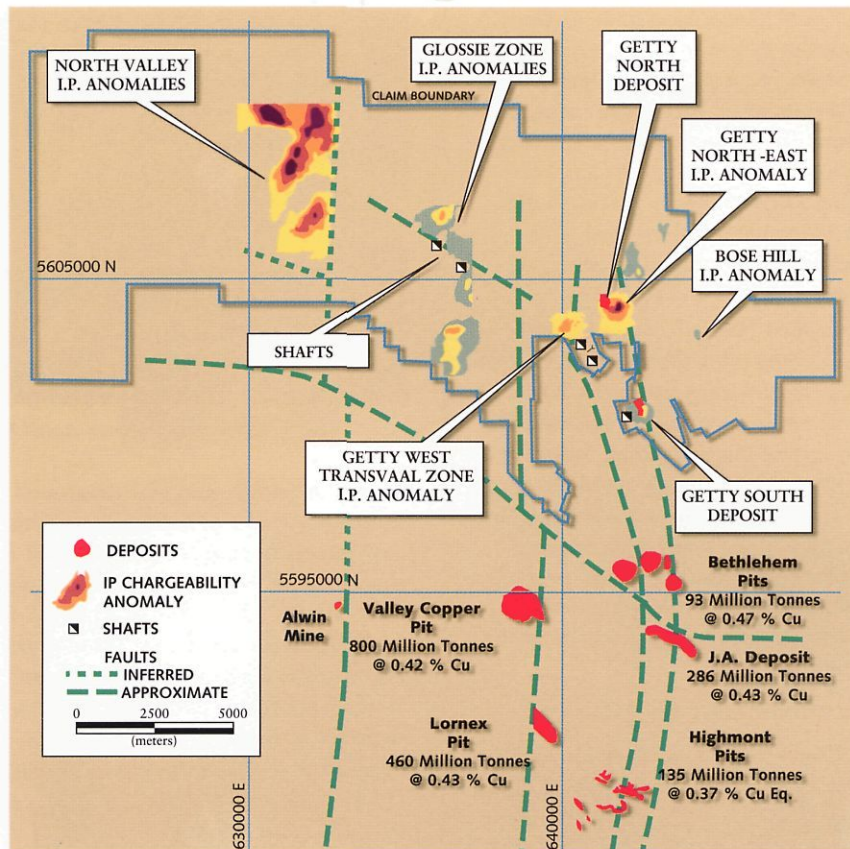 NORTH VALLEY
I.P. ANOMALIES
GLOSSIE ZONE
I.P. ANOMALIES
GETTY
NORTH
DEPOSIT
CLAIM BOUNDARY
GETTY
NORTH -EAST
I.P. ANOMALY
BOSE HILL
I.P. ANOMALY
5605000 N
SHAFTS
GETTY WEST
TRANSVAAL ZONE
I.P. ANOMALY
GETTY SOUTH
DEPOSIT
DEPOSITS
IP CHARGEABILITY
ANOMALY
SHAFTS
FAULTS
INFERRED
APPROXIMATE
0 2500 5000
(meters)
5595000 N
Alwin
Mine
Valley Copper
Pit
800 Million Tonnes
@ 0.42 % Cu
Bethlehem
Pits
93 Million Tonnes
@ 0.47 % Cu
J.A. Deposit
286 Million Tonnes
@ 0.43 % Cu
Lornex
Pit
460 Million Tonnes
@ 0.43 % Cu
Highmont
Pits
135 Million Tonnes
@ 0.37 % Cu Eq.
630000 E
640000 E